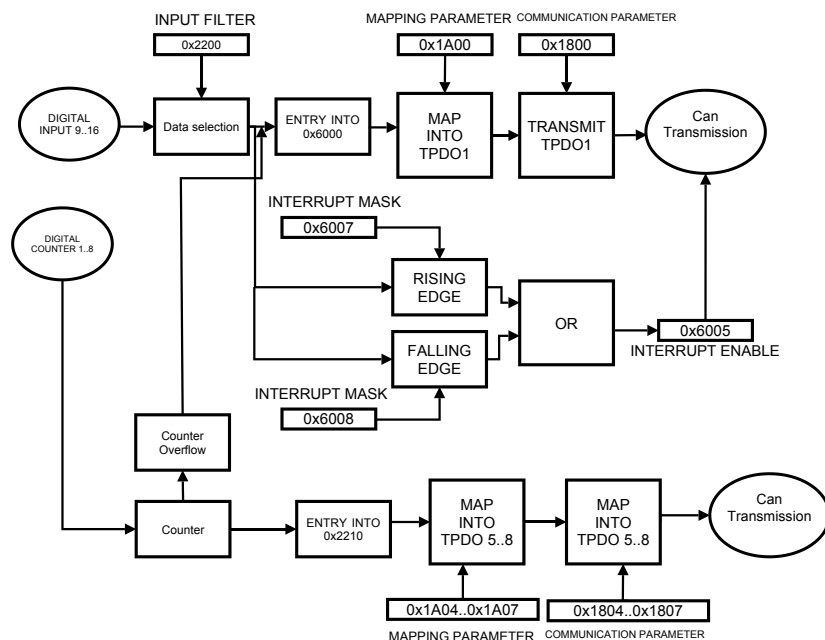 INPUT FILTER
0x2200
MAPPING PARAMETER
0x1A00
COMMUNICATION PARAMETER
0x1800
DIGITAL
INPUT 9..16
Data selection
ENTRY INTO
0x6000
MAP
INTO
TPDO1
TRANSMIT
TPDO1
Can
Transmission
INTERRUPT MASK
0x6007
DIGITAL
COUNTER 1..8
RISING
EDGE
OR
0x6005
INTERRUPT ENABLE
FALLING
EDGE
INTERRUPT MASK
0x6008
Counter
Overflow
Counter
ENTRY INTO
0x2210
MAP
INTO
TPDO 5..8
MAP
INTO
TPDO 5..8
Can
Transmission
0x1A04..0x1A07
MAPPING PARAMETER
0x1804..0x1807
COMMUNICATION PARAMETER